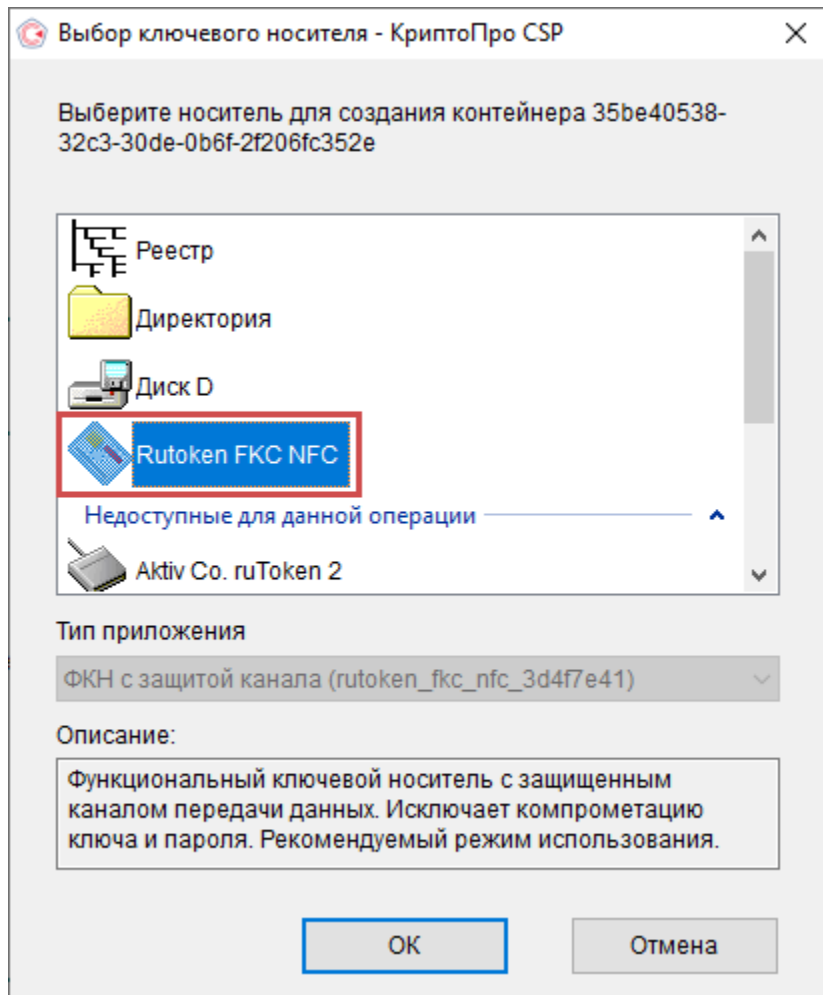 Выбор ключевого носителя - КриптоПро CSP
Выберите носитель для создания контейнера 35be40538-
32c3-30de-0b6f-2f206fc352e
Реестр
Директория
Диск D
Rutoken FKC NFC
Недоступные для данной операции
Aktiv Co. ruToken 2
Тип приложения
ФКН с защитой канала (rutoken_fkc_nfc_3d4f7e41)
Описание:
Функциональный ключевой носитель с защищенным
каналом передачи данных. Исключает компрометацию
ключа и пароля. Рекомендуемый режим использования.
ОК
Отмена